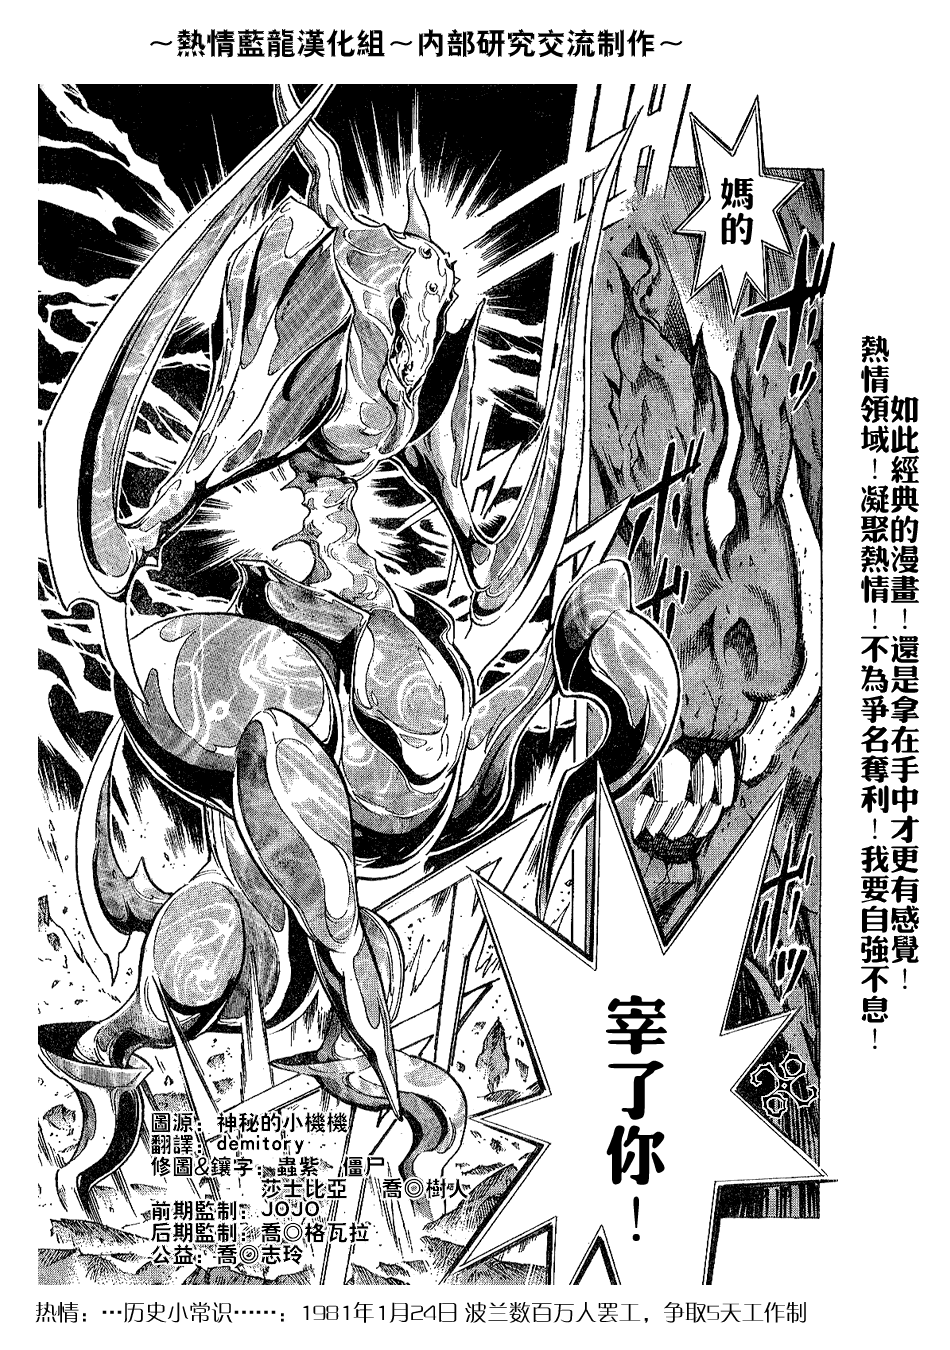 ～熱情藍龍漢化組～内部研究交流制作～
媽的
如此經典的漫畫！還是拿在手中才更有感覺！
熱情領域！凝聚熱情！不為爭名奪利！我要自強不息！
宰了你！
圖源：神秘的小機機
翻譯：demitory
修圖&鑲字：蟲紫　僵尸
莎士比亞　喬◎樹人
前期監制：JOJO
后期監制：喬◎格瓦拉
公益：喬◎志玲
热情：…历史小常识……：1981年1月24日 波兰数百万人罢工，争取5天工作制